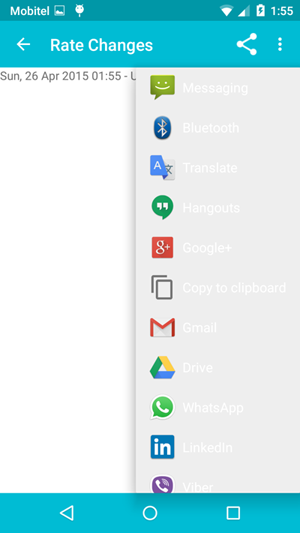 Mobitel
1:55
Rate Changes
Sun, 26 Apr 2015 01:55 - U
Messaging
Bluetooth
Translate
Hangouts
Google+
Copy to clipboard
Gmail
Drive
WhatsApp
LinkedIn
Viber